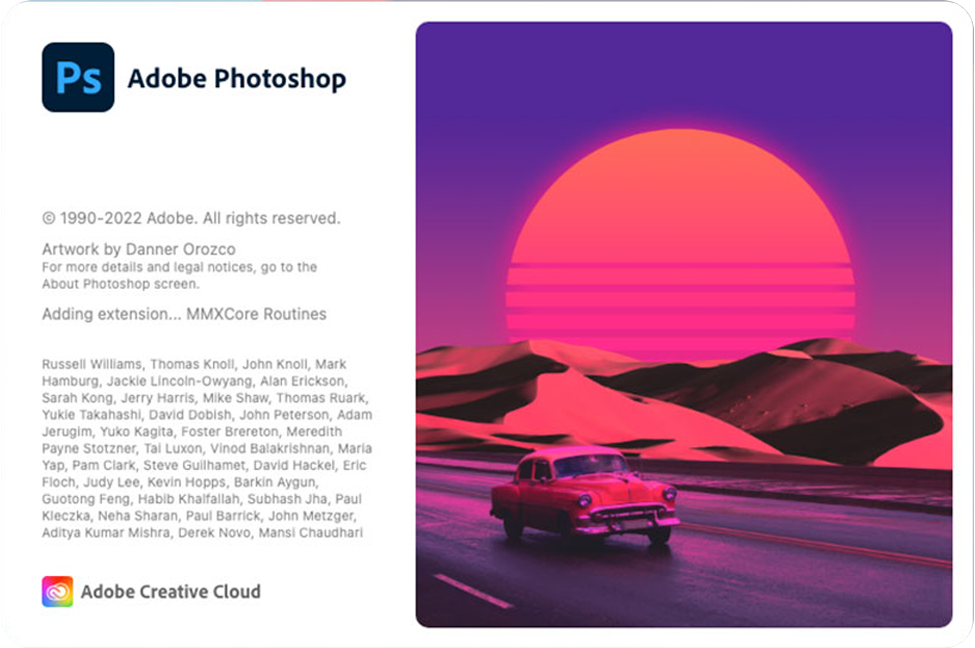 Ps Adobe Photoshop
© 1990-2022 Adobe. All rights reserved.
Artwork by Danner Orozco
For more details and legal notices, go to the
About Photoshop screen.
Adding extension... MMXCore Routines
Russell Williams, Thomas Knoll, John Knoll, Mark
Hamburg, Jackie Lincoln-Owyang, Alan Erickson,
Sarah Kong, Jerry Harris, Mike Shaw, Thomas Ruark,
Yukie Takahashi, David Dobish, John Peterson, Adam
Jerugim, Yuko Kagita, Foster Brereton, Meredith
Payne Stotzner, Tai Luxon, Vinod Balakrishnan, Maria
Yap, Pam Clark, Steve Guilhamet, David Hackel, Eric
Floch, Judy Lee, Kevin Hopps, Barkin Aygun,
Guotong Feng, Habib Khalfallah, Subhash Jha, Paul
Kleczka, Neha Sharan, Paul Barrick, John Metzger,
Aditya Kumar Mishra, Derek Novo, Mansi Chaudhari
Adobe Creative Cloud